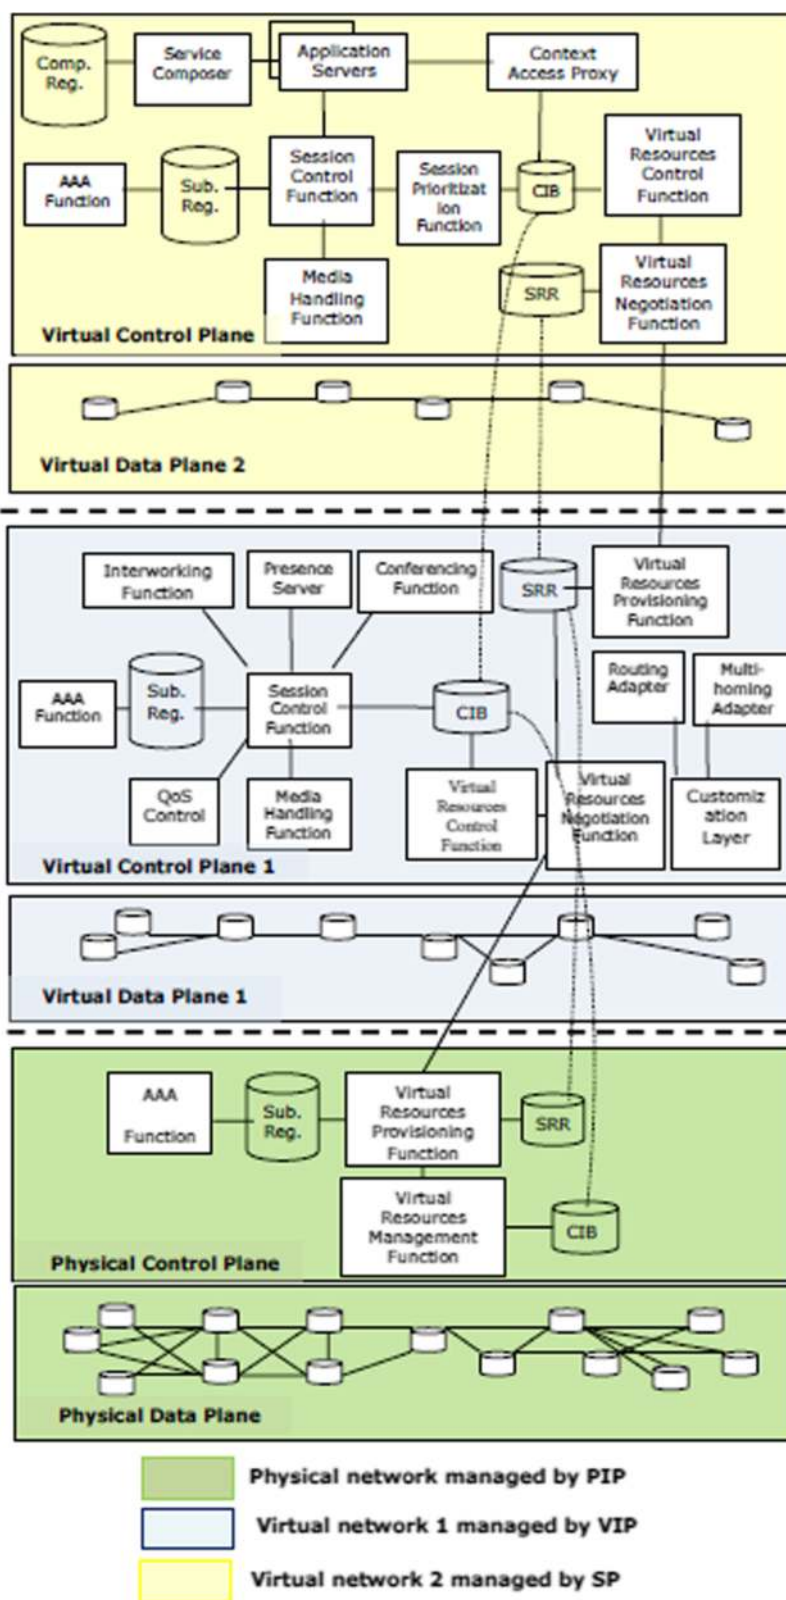 Comp.
Reg.
Service
Composer
Application
Servers
Context
Access Proxy
AAA
Function
Sub.
Reg.
Session
Control
Function
Session
Prioritizat
ion
Function
CIB
Virtual
Resources
Control
Function
Media
Handling
Function
SRR
Virtual
Resources
Negotiation
Function
Virtual Control Plane
Virtual Data Plane 2
Interworking
Function
Presence
Server
Conferencing
Function
SRR
Virtual
Resources
Provisioning
Function
AAA
Function
Sub.
Reg.
Session
Control
Function
CIB
Routing
Adapter
Multi-
homing
Adapter
QoS
Control
Media
Handling
Function
Virtual
Resources
Control
Function
Virtual
Resources
Negotiation
Function
Customiz
ation
Layer
Virtual Control Plane 1
Virtual Data Plane 1
AAA
Function
Sub.
Reg.
Virtual
Resources
Provisioning
Function
SRR
Virtual
Resources
Management
Function
CIB
Physical Control Plane
Physical Data Plane
Physical network managed by PIP
Virtual network 1 managed by VIP
Virtual network 2 managed by SP